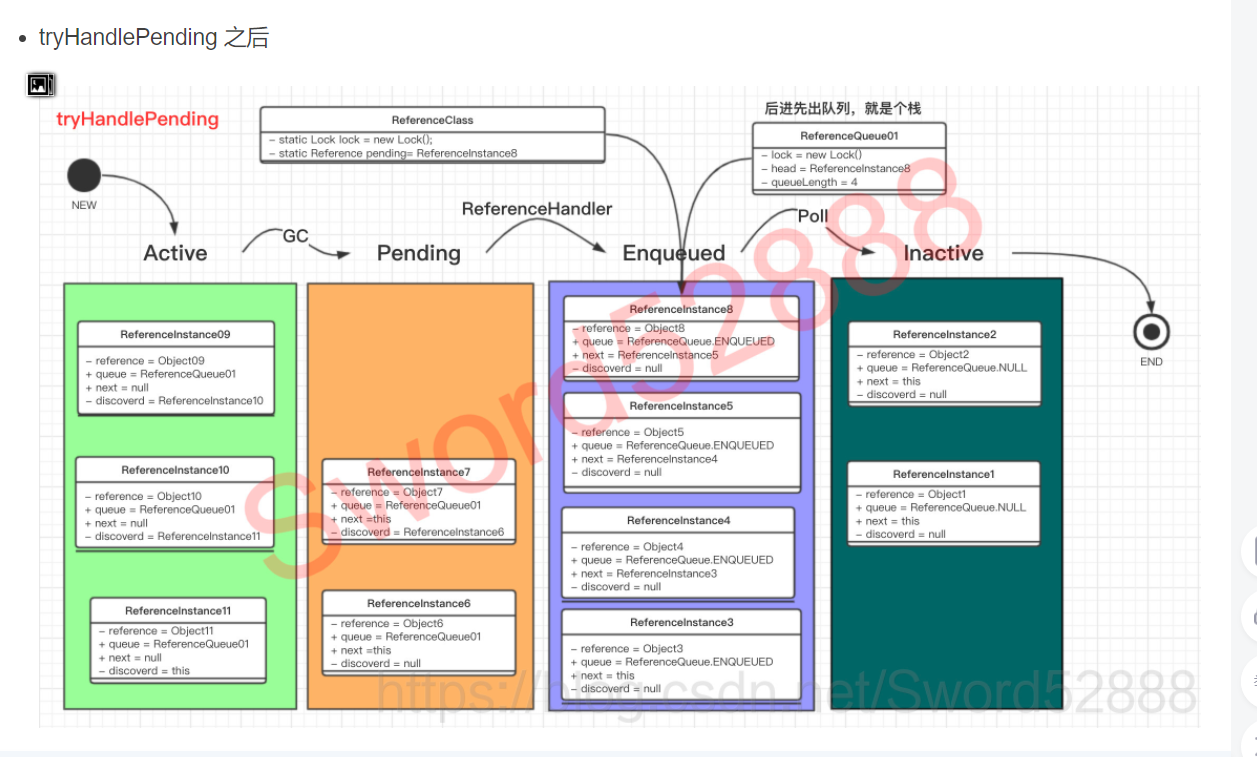 tryHandlePending 之后
tryHandlePending
NEW
ReferenceClass
– static Lock lock = new Lock();
– static Reference pending= ReferenceInstance8
后进先出队列，就是个栈
ReferenceQueue01
– lock = new Lock()
– head = ReferenceInstance8
– queueLength = 4
GC
ReferenceHandler
Poll
Active
Pending
Enqueued
Inactive
END
ReferenceInstance09
– reference = Object09
+ queue = ReferenceQueue01
+ next = null
– discoverd = ReferenceInstance10
ReferenceInstance10
– reference = Object10
+ queue = ReferenceQueue01
+ next = null
– discoverd = ReferenceInstance11
ReferenceInstance11
– reference = Object11
+ queue = ReferenceQueue01
+ next = null
– discoverd = this
ReferenceInstance7
– reference = Object7
+ queue = ReferenceQueue01
+ next =this
– discoverd = ReferenceInstance6
ReferenceInstance6
– reference = Object6
+ queue = ReferenceQueue01
+ next =this
– discoverd = null
ReferenceInstance8
– reference = Object8
+ queue = ReferenceQueue.ENQUEUED
+ next = ReferenceInstance5
– discoverd = null
ReferenceInstance5
– reference = Object5
+ queue = ReferenceQueue.ENQUEUED
+ next = ReferenceInstance4
– discoverd = null
ReferenceInstance4
– reference = Object4
+ queue = ReferenceQueue.ENQUEUED
+ next = ReferenceInstance3
– discoverd = null
ReferenceInstance3
– reference = Object3
+ queue = ReferenceQueue.ENQUEUED
+ next = this
– discoverd = null
ReferenceInstance2
– reference = Object2
+ queue = ReferenceQueue.NULL
+ next = this
– discoverd = null
ReferenceInstance1
– reference = Object1
+ queue = ReferenceQueue.NULL
+ next = this
– discoverd = null
Sword52888
https://blog.csdn.net/Sword52888